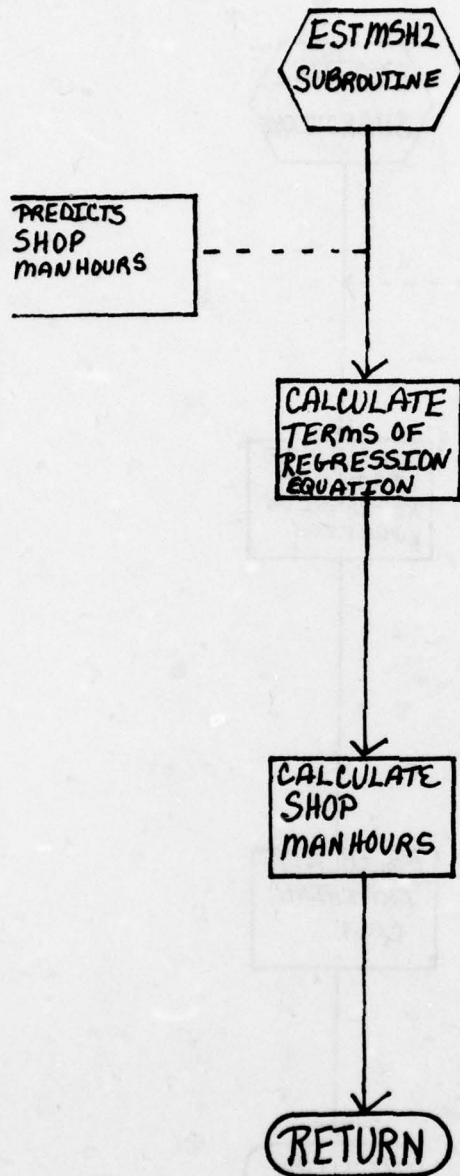 ESTMSH2
SUBROUTINE
PREDICTS
SHOP
MANHOURS
CALCULATE
TERMS OF
REGRESSION
EQUATION
CALCULATE
SHOP
MANHOURS
RETURN